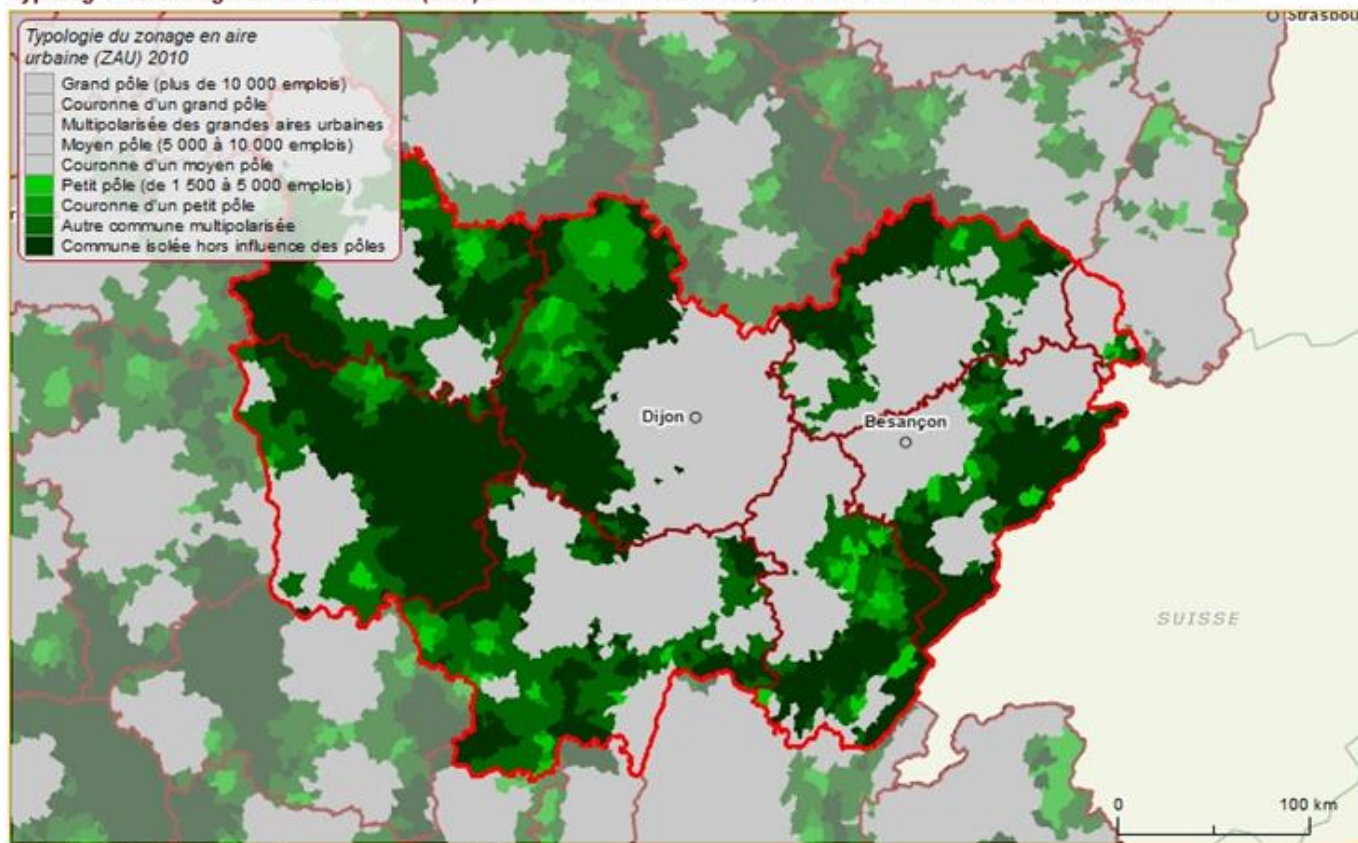 Typologie du zonage en aire
urbaine (ZAU) 2010
Grand pôle (plus de 10 000 emplois)
Couronne d'un grand pôle
Multipolarisée des grandes aires urbaines
Moyen pôle (5 000 à 10 000 emplois)
Couronne d'un moyen pôle
Petit pôle (de 1 500 à 5 000 emplois)
Couronne d'un petit pôle
Autre commune multipolarisée
Commune isolée hors influence des pôles
Strasbou
Dijon
Besançon
SUISSE
0 100 km